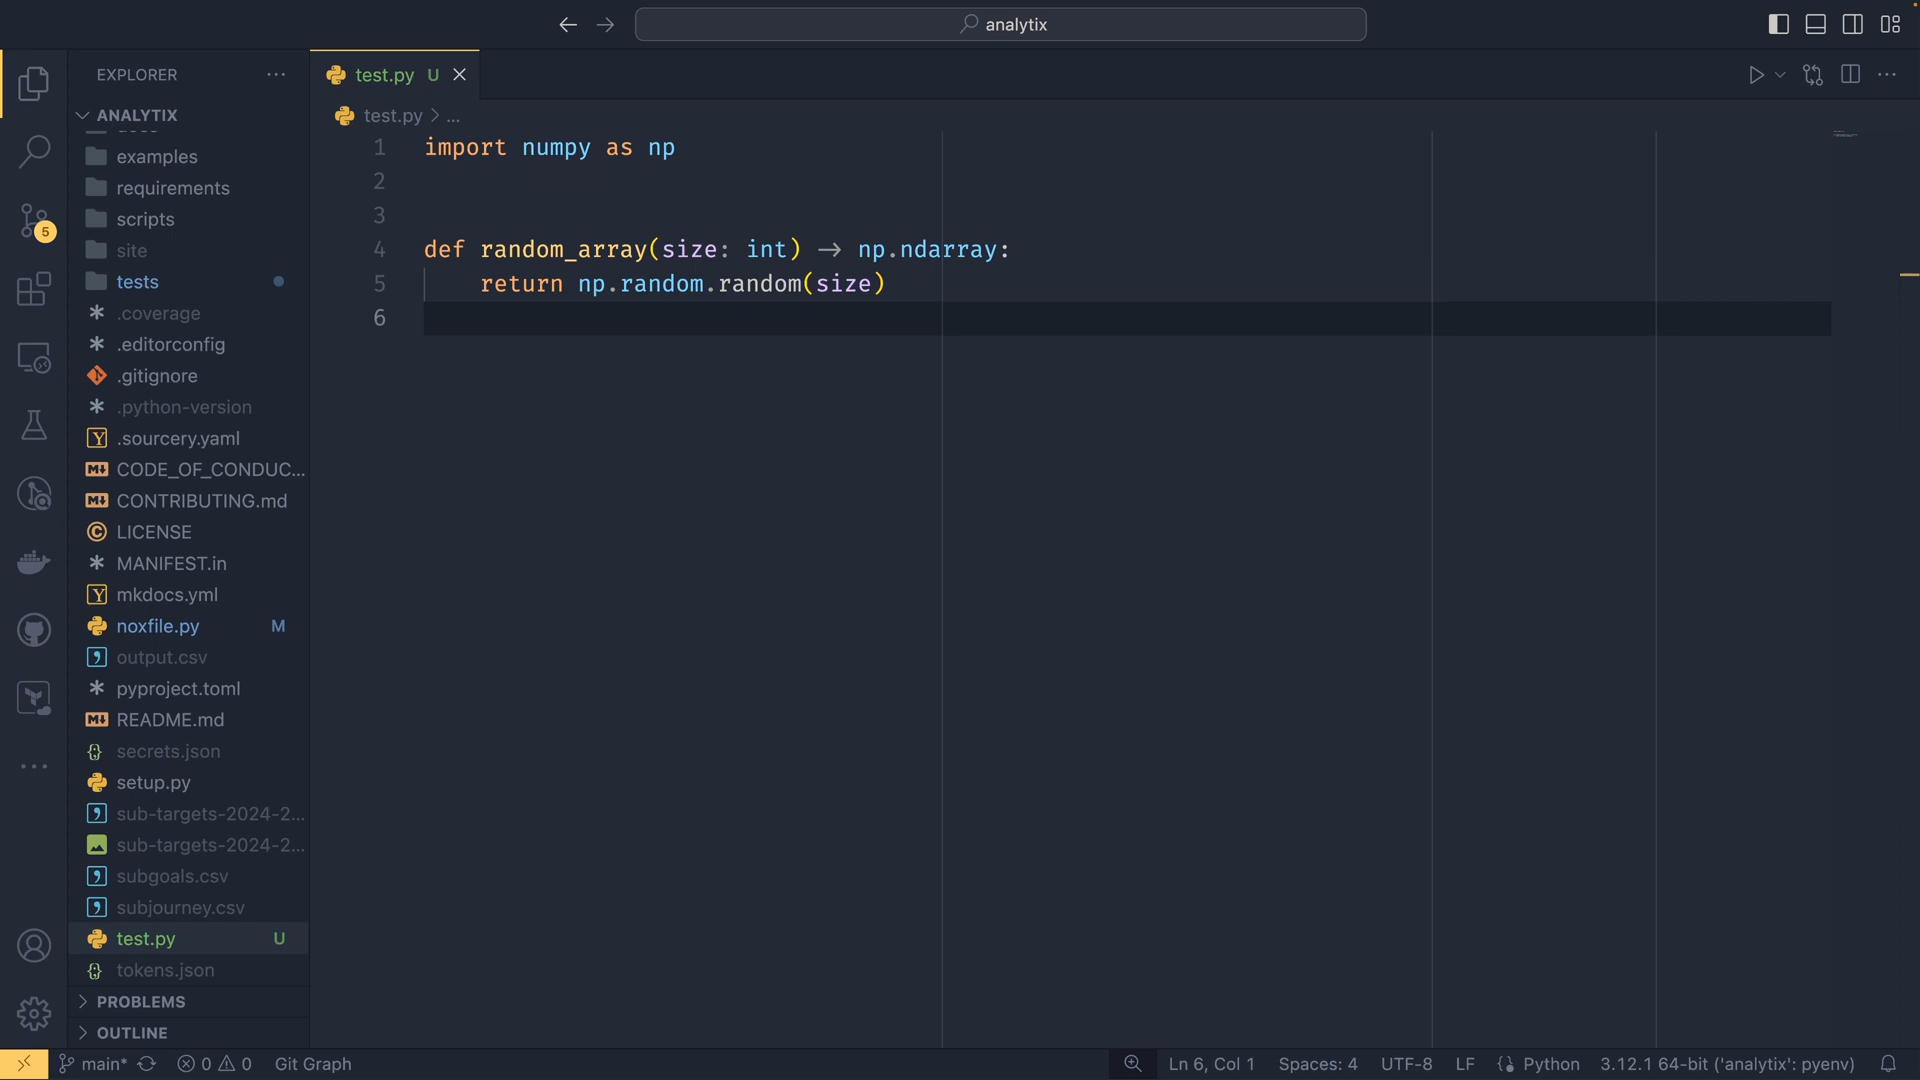 analytix
EXPLORER
test.py U
ANALYTIX
test.py > ...
examples
requirements
scripts
site
tests
.coverage
.editorconfig
.gitignore
.python-version
.sourcery.yaml
CODE_OF_CONDUC...
CONTRIBUTING.md
LICENSE
MANIFEST.in
mkdocs.yml
noxfile.py M
output.csv
pyproject.toml
README.md
secrets.json
setup.py
sub-targets-2024-2...
sub-targets-2024-2...
subgoals.csv
subjourney.csv
test.py U
tokens.json
PROBLEMS
OUTLINE
5
1 import numpy as np
2
3
4 def random_array(size: int) → np.ndarray:
5 return np.random.random(size)
6
main* 0 0 Git Graph Ln 6, Col 1 Spaces: 4 UTF-8 LF Python 3.12.1 64-bit ('analytix': pyenv)